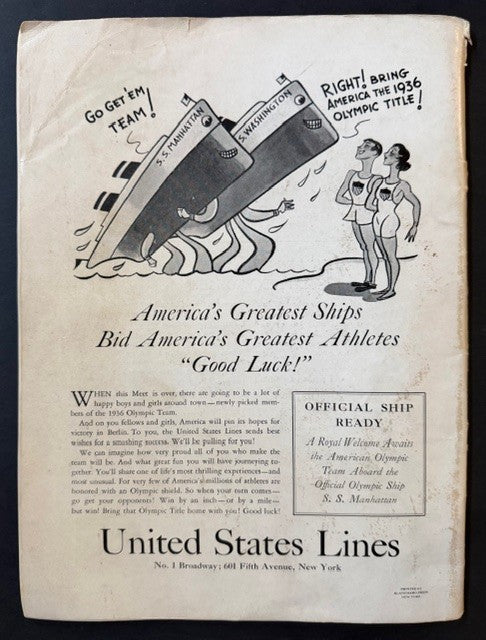 GO GET'EM
TEAM!
RIGHT! BRING
AMERICA THE 1936
OLYMPIC TITLE!
S.S. MANHATTAN
S. WASHINGTON
America's Greatest Ships
Bid America's Greatest Athletes
"Good Luck!"
WHEN this Meet is over, there are going to be a lot of
happy boys and girls around town—newly picked mem-
bers of the 1936 Olympic Team.
And on you fellows and girls, America will pin its hopes for
victory in Berlin. To you, the United States Lines sends best
wishes for a smashing success. We'll be pulling for you!
We can imagine how very proud all of you who make the
team will be. And what great fun you will have journeying to-
gether. You'll share one of life's most thrilling experiences—and
most unusual. For very few of America's millions of athletes are
honored with an Olympic shield. So when your turn comes—
go get your opponents! Win by an inch—or by a mile—
but win! Bring that Olympic Title home with you! Good luck!
OFFICIAL SHIP
READY
A Royal Welcome Awaits
the American Olympic
Team Aboard the
Official Olympic Ship
S. S. Manhattan
United States Lines
No. 1 Broadway; 601 Fifth Avenue, New York
NEW YORK